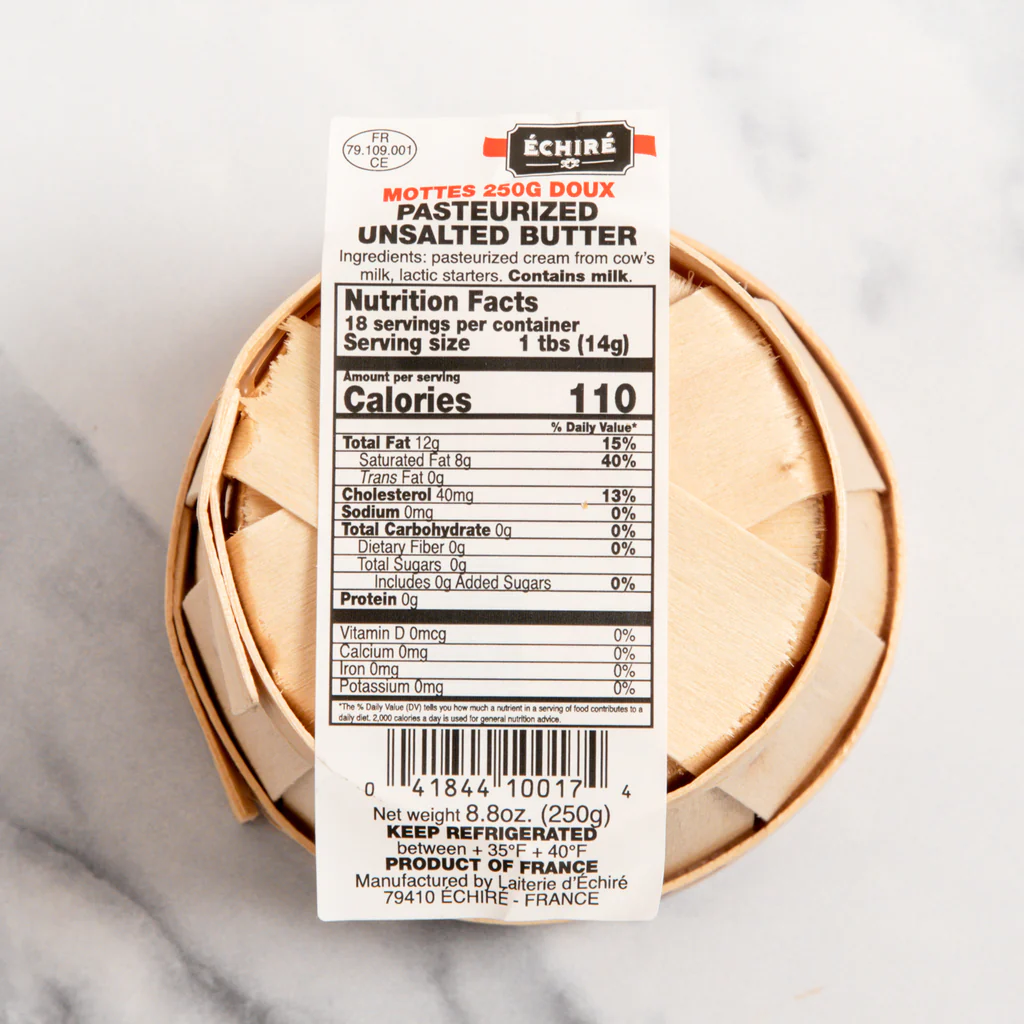 FR
79.109.001
CE
ÉCHIRÉ
MOTTES 250G DOUX
PASTEURIZED
UNSALTED BUTTER
Ingredients: pasteurized cream from cow's
milk, lactic starters. Contains milk.
Nutrition Facts
18 servings per container
Serving size 1 tbs (14g)
Amount per serving
Calories 110
% Daily Value*
Total Fat 12g 15%
Saturated Fat 8g 40%
Trans Fat 0g
Cholesterol 40mg 13%
Sodium 0mg 0%
Total Carbohydrate 0g 0%
Dietary Fiber 0g 0%
Total Sugars 0g
Includes 0g Added Sugars 0%
Protein 0g
Vitamin D 0mcg 0%
Calcium 0mg 0%
Iron 0mg 0%
Potassium 0mg 0%
*The % Daily Value (DV) tells you how much a nutrient in a serving of food contributes to a
daily diet. 2,000 calories a day is used for general nutrition advice.
0 41844 10017 4
Net weight 8.8oz. (250g)
KEEP REFRIGERATED
between + 35°F + 40°F
PRODUCT OF FRANCE
Manufactured by Laiterie d'Échiré
79410 ÉCHIRÉ - FRANCE